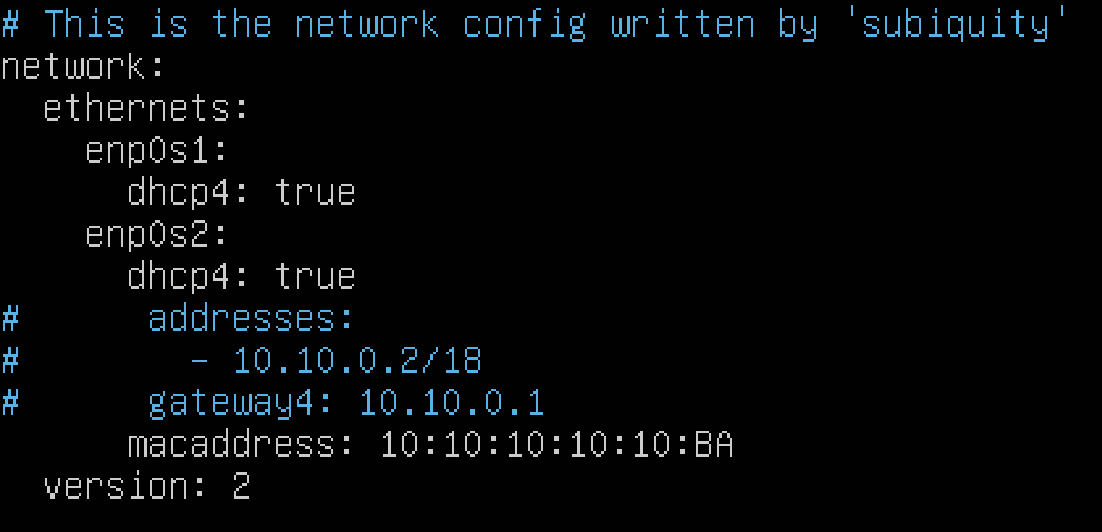 # This is the network config written by 'subiquity'
network:
  ethernets:
    enp0s1:
      dhcp4: true
    enp0s2:
      dhcp4: true
#      addresses:
#        - 10.10.0.2/18
#      gateway4: 10.10.0.1
      macaddress: 10:10:10:10:10:BA
  version: 2